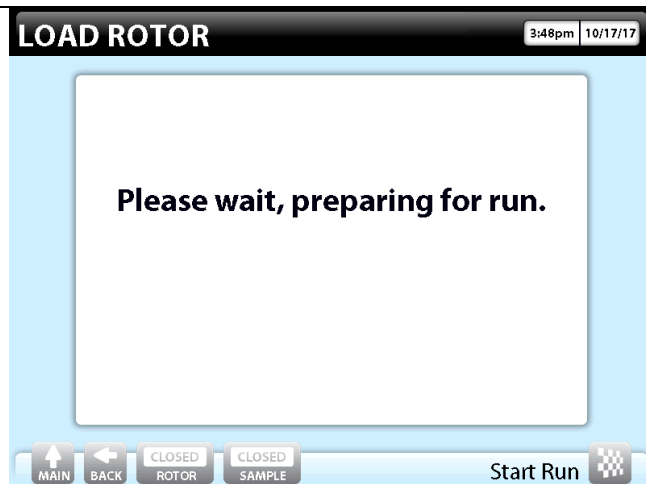 LOAD ROTOR
3:48pm 10/17/17
Please wait, preparing for run.
CLOSED CLOSED
MAIN BACK ROTOR SAMPLE Start Run